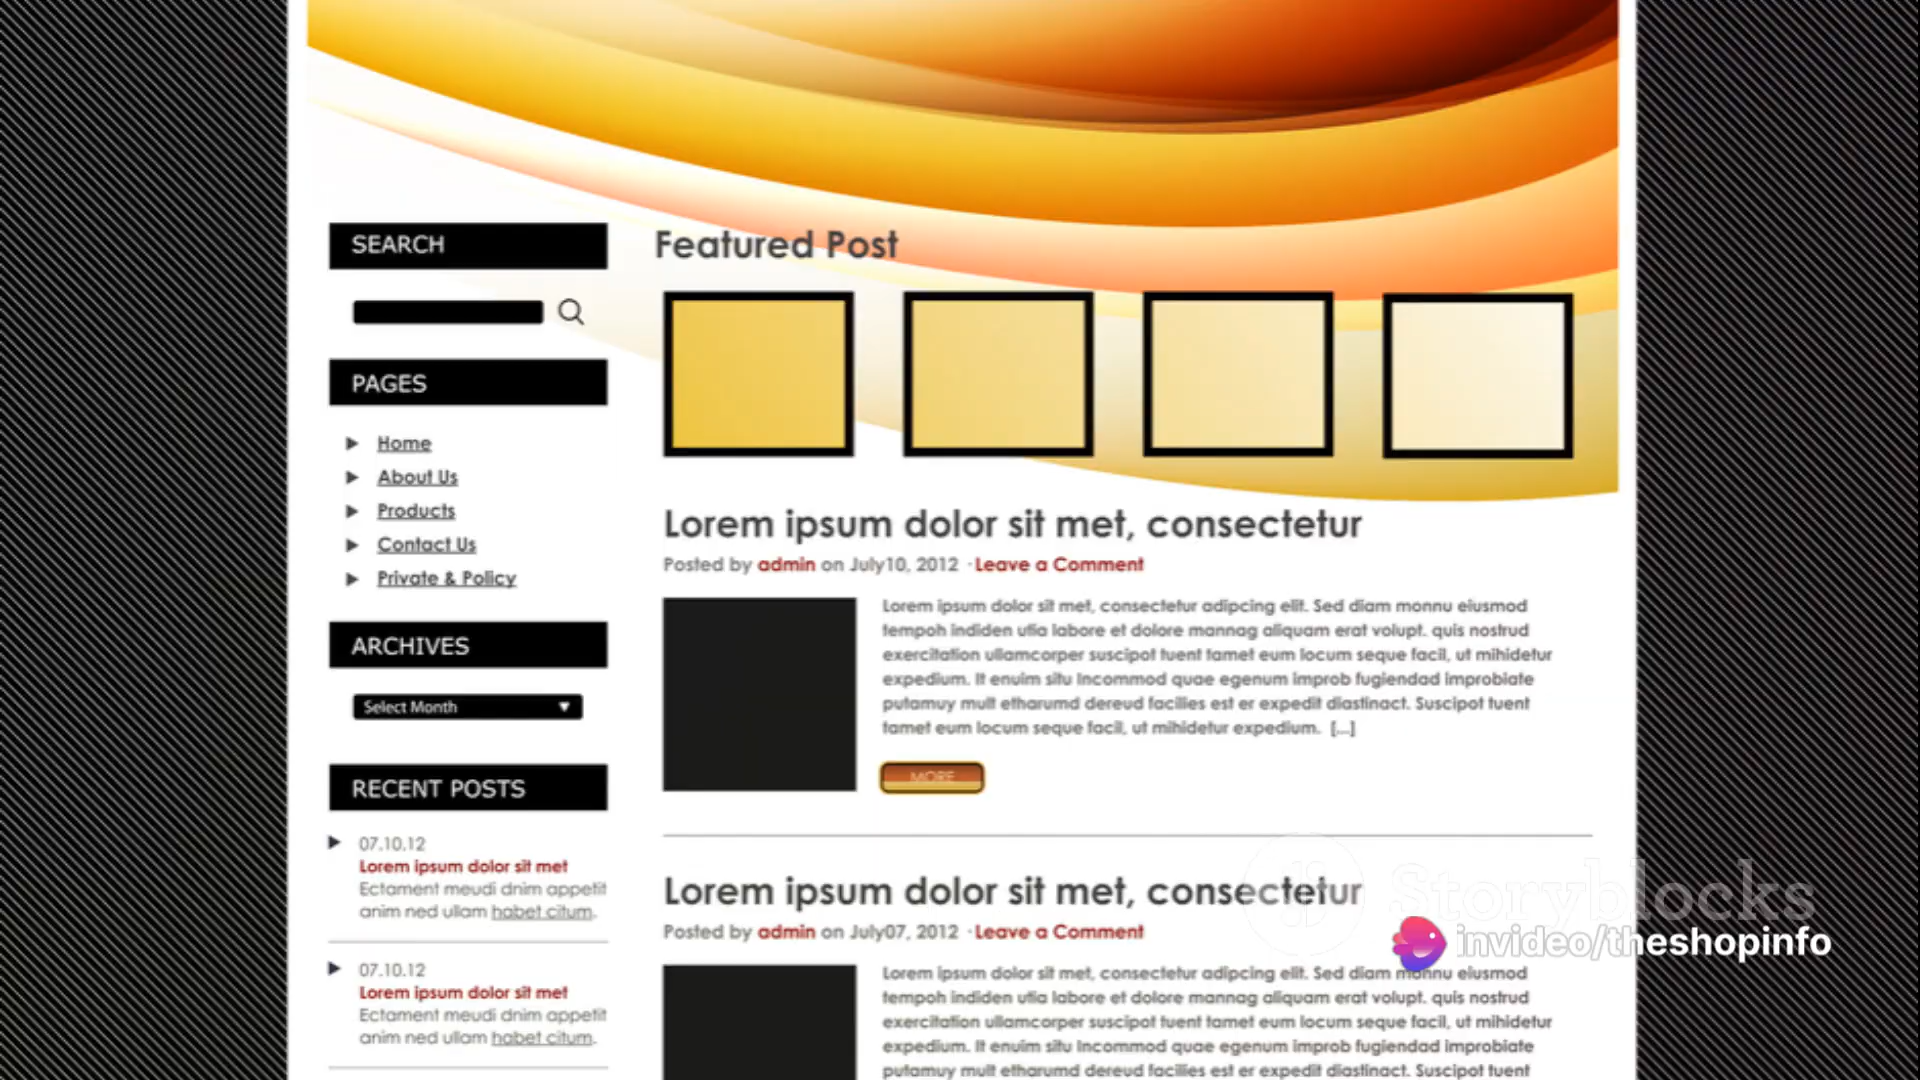 SEARCH
PAGES
Home
About Us
Products
Contact Us
Private & Policy
ARCHIVES
Select Month
RECENT POSTS
07.10.12
Lorem ipsum dolor sit met
Ectament meudi dnim appetit
anim ned ullam habet citum.
07.10.12
Lorem ipsum dolor sit met
Ectament meudi dnim appetit
anim ned ullam habet citum.
Featured Post
Lorem ipsum dolor sit met, consectetur
Posted by admin on July10, 2012 · Leave a Comment
Lorem ipsum dolor sit met, consectetur adipcing elit. Sed diam monnu eiusmod
tempoh indiden utla labore et dolore mannag aliquam erat volupt. quis nostrud
exercitation ullamcorper suscipot tuent tamet eum locum seque facil, ut mihidetur
expedium. It enuim situ Incommod quae egenum improb fugiendad improbiate
putamuy mult etharumd dereud facilies est er expedit diastinact. Suscipot tuent
tamet eum locum seque facil, ut mihidetur expedium. [...]
MORE
Lorem ipsum dolor sit met, consectetur
Posted by admin on July07, 2012 · Leave a Comment
Lorem ipsum dolor sit met, consectetur adipcing elit. Sed diam monnu eiusmod
tempoh indiden utla labore et dolore mannag aliquam erat volupt. quis nostrud
exercitation ullamcorper suscipot tuent tamet eum locum seque facil, ut mihidetur
expedium. It enuim situ Incommod quae egenum improb fugiendad improbiate
putamuy mult etharumd dereud facilies est er expedit diastinact. Suscipot tuent
Storyblocks
invideo/theshopinfo